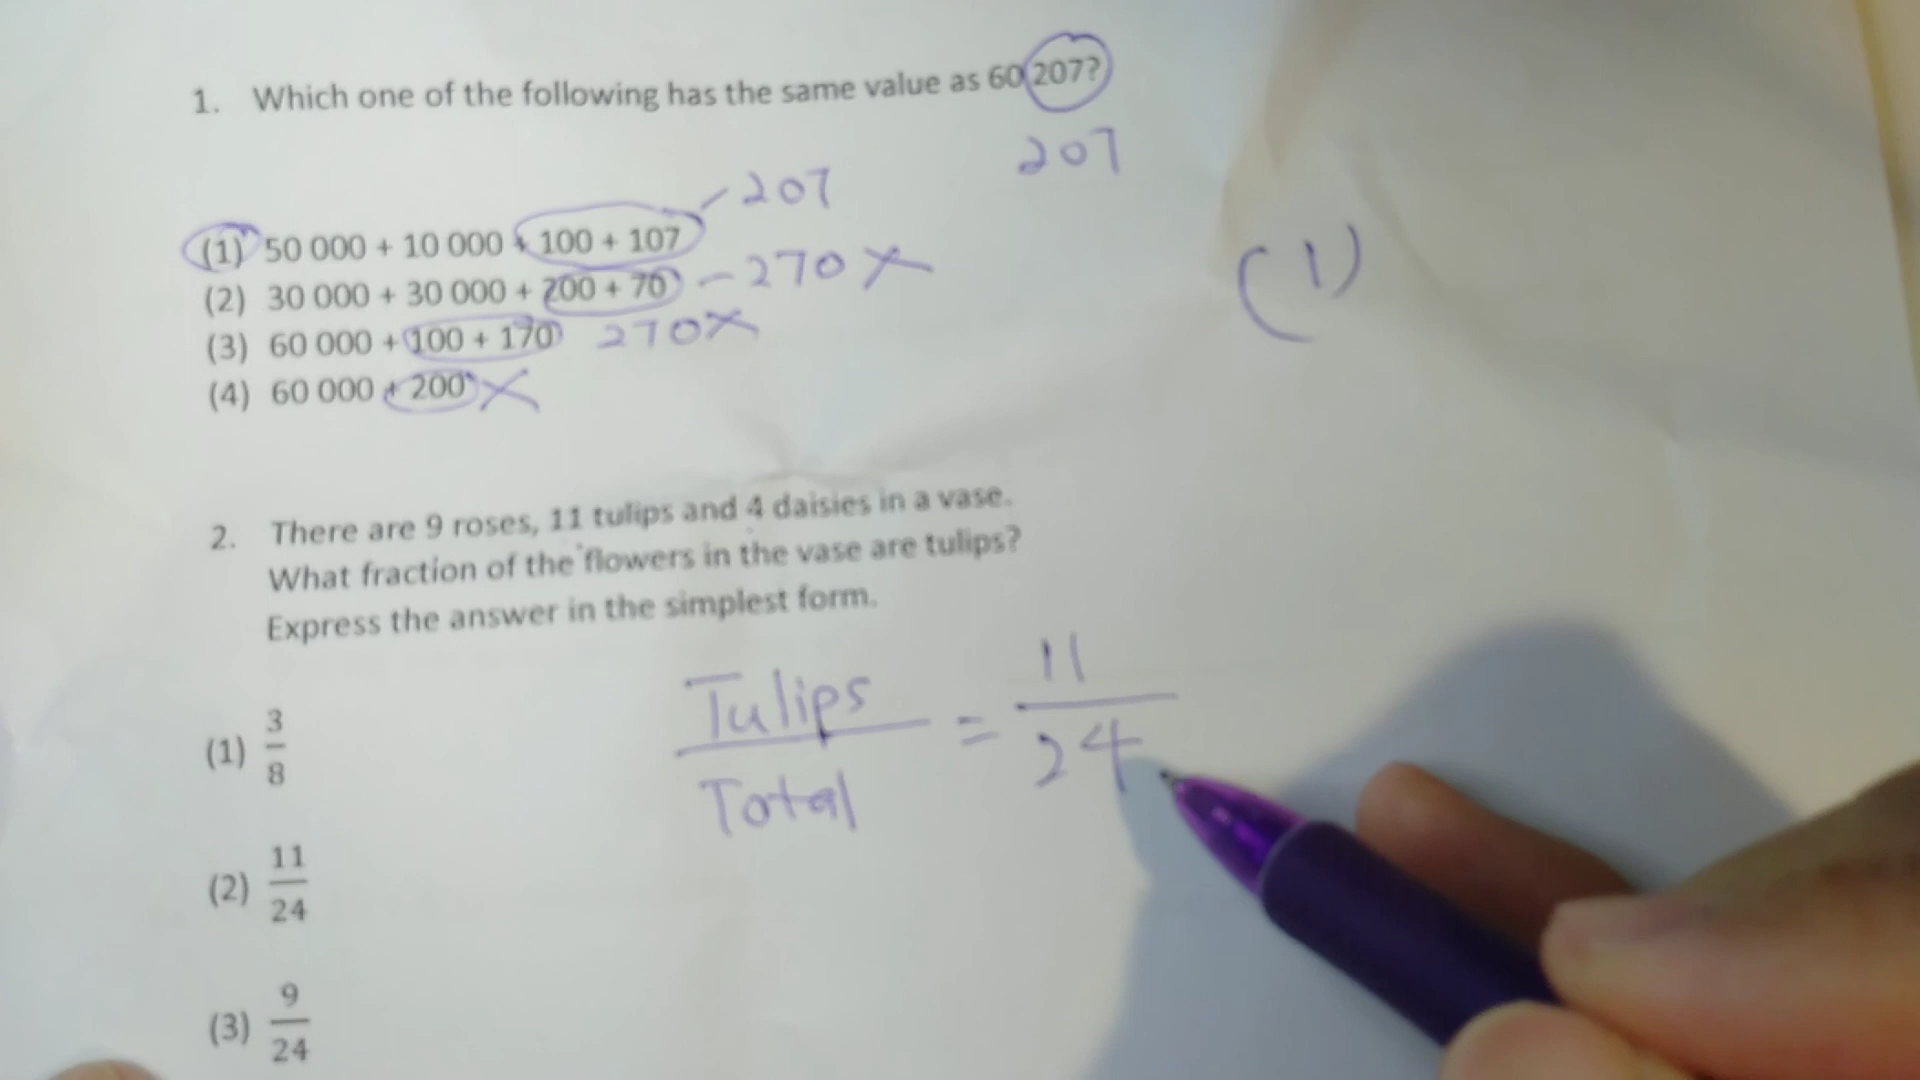 1. Which one of the following has the same value as 60 207?
207
207
(1) 50 000 + 10 000 + 100 + 107
(2) 30 000 + 30 000 + 200 + 70 - 270 X
(1)
(3) 60 000 + 100 + 170 270 X
(4) 60 000 + 200 X
2. There are 9 roses, 11 tulips and 4 daisies in a vase.
What fraction of the flowers in the vase are tulips?
Express the answer in the simplest form.
Tulips/Total = 11/24
(1) 3/8
(2) 11/24
(3) 9/24